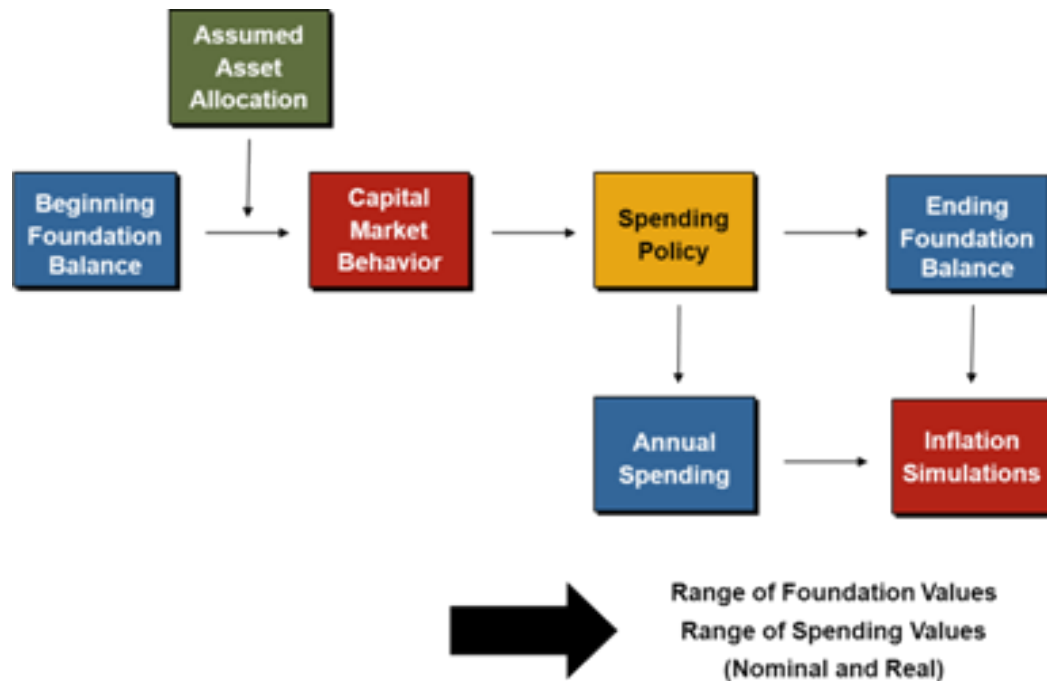 Assumed
Asset
Allocation
Beginning
Foundation
Balance
Capital
Market
Behavior
Spending
Policy
Ending
Foundation
Balance
Annual
Spending
Inflation
Simulations
Range of Foundation Values
Range of Spending Values
(Nominal and Real)